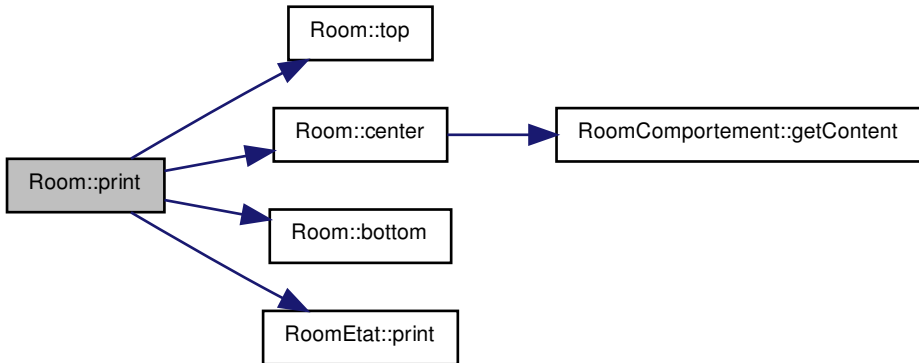 Room::top
Room::center
RoomComportement::getContent
Room::print
Room::bottom
RoomEtat::print